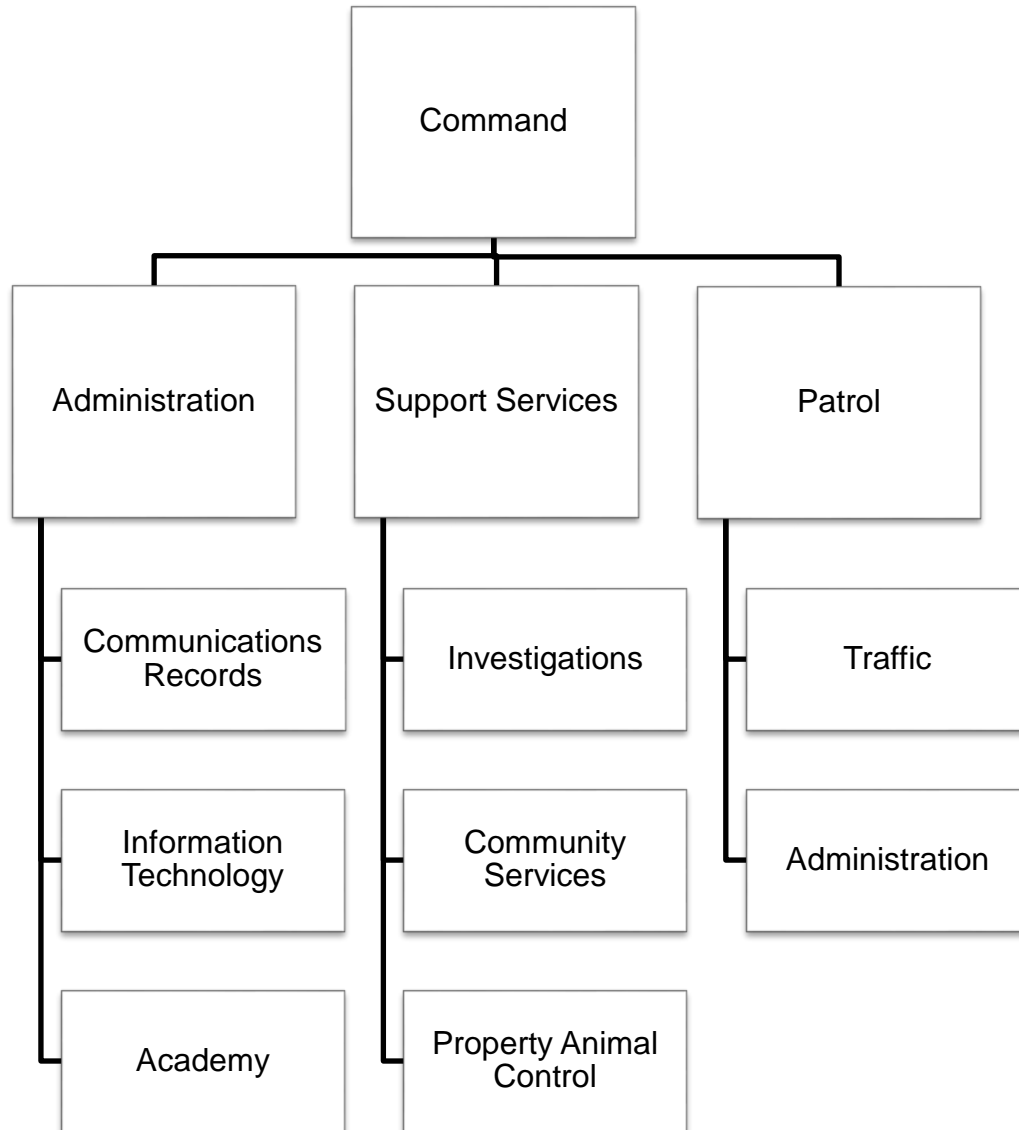 Command
Administration
Support Services
Patrol
Communications
Records
Investigations
Traffic
Information
Technology
Community
Services
Administration
Academy
Property Animal
Control